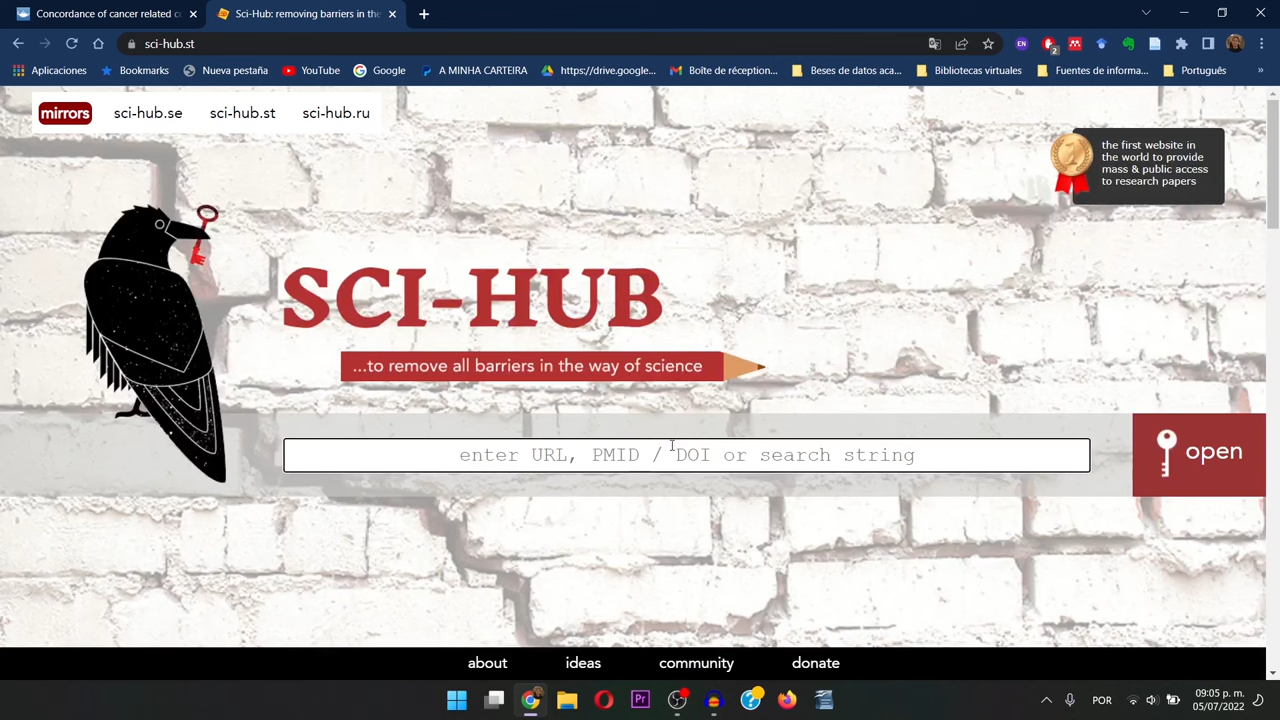 Concordance of cancer related c
Sci-Hub: removing barriers in the
sci-hub.st
EN
2
Aplicaciones
Bookmarks
Nueva pestaña
YouTube
Google
A MINHA CARTEIRA
https://drive.google...
Boîte de réception...
Beses de datos aca...
Bibliotecas virtuales
Fuentes de informa...
Português
»
mirrors
sci-hub.se
sci-hub.st
sci-hub.ru
1
the first website in
the world to provide
mass & public access
to research papers
SCI-HUB
...to remove all barriers in the way of science
enter URL, PMID / DOI or search string
open
about
ideas
community
donate
Pr
?
POR
09:05 p. m.
05/07/2022